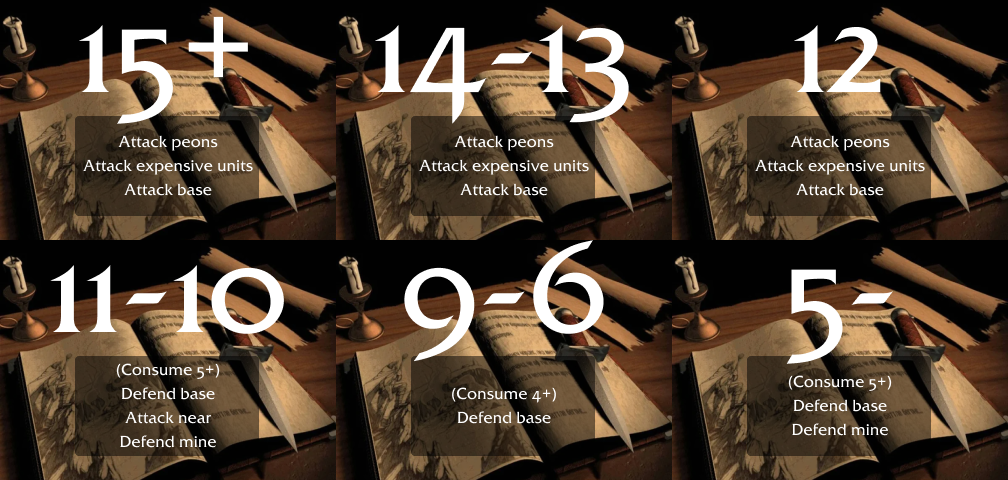 15+
Attack peons
Attack expensive units
Attack base
14-13
Attack peons
Attack expensive units
Attack base
12
Attack peons
Attack expensive units
Attack base
11-10
(Consume 5+)
Defend base
Attack near
Defend mine
9-6
(Consume 4+)
Defend base
5-
(Consume 5+)
Defend base
Defend mine